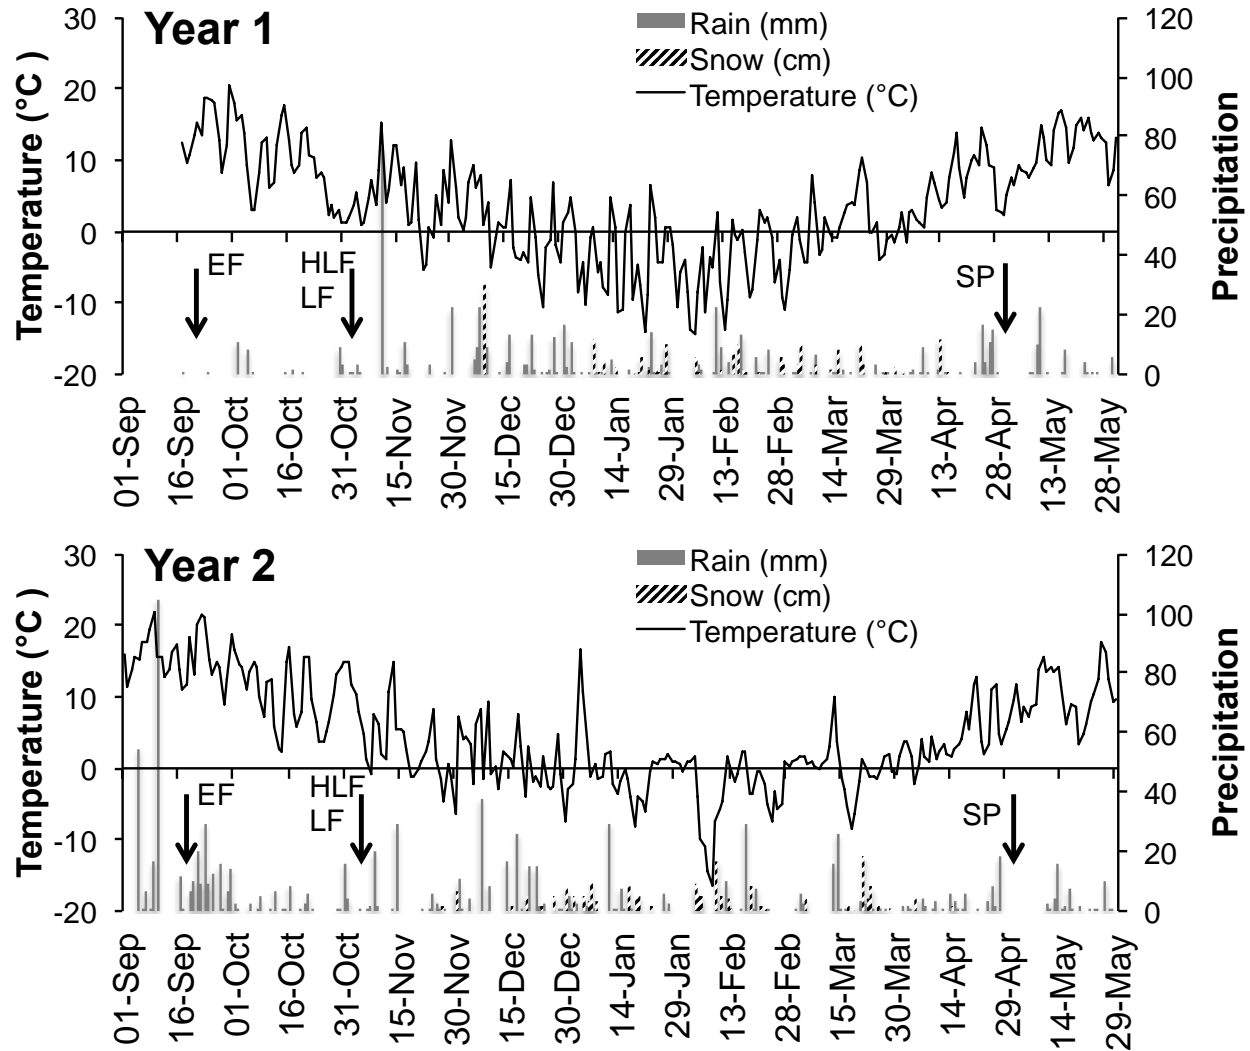 Year 1
Rain (mm)
Snow (cm)
Temperature (°C)
Temperature (°C )
30
20
10
0
-10
-20
Precipitation
120
100
80
60
40
20
0
EF
HLF
LF
SP
01-Sep
16-Sep
01-Oct
16-Oct
31-Oct
15-Nov
30-Nov
15-Dec
30-Dec
14-Jan
29-Jan
13-Feb
28-Feb
14-Mar
29-Mar
13-Apr
28-Apr
13-May
28-May
Year 2
Rain (mm)
Snow (cm)
Temperature (°C)
Temperature (°C )
30
20
10
0
-10
-20
Precipitation
120
100
80
60
40
20
0
EF
HLF
LF
SP
01-Sep
16-Sep
01-Oct
16-Oct
31-Oct
15-Nov
30-Nov
15-Dec
30-Dec
14-Jan
29-Jan
13-Feb
28-Feb
15-Mar
30-Mar
14-Apr
29-Apr
14-May
29-May